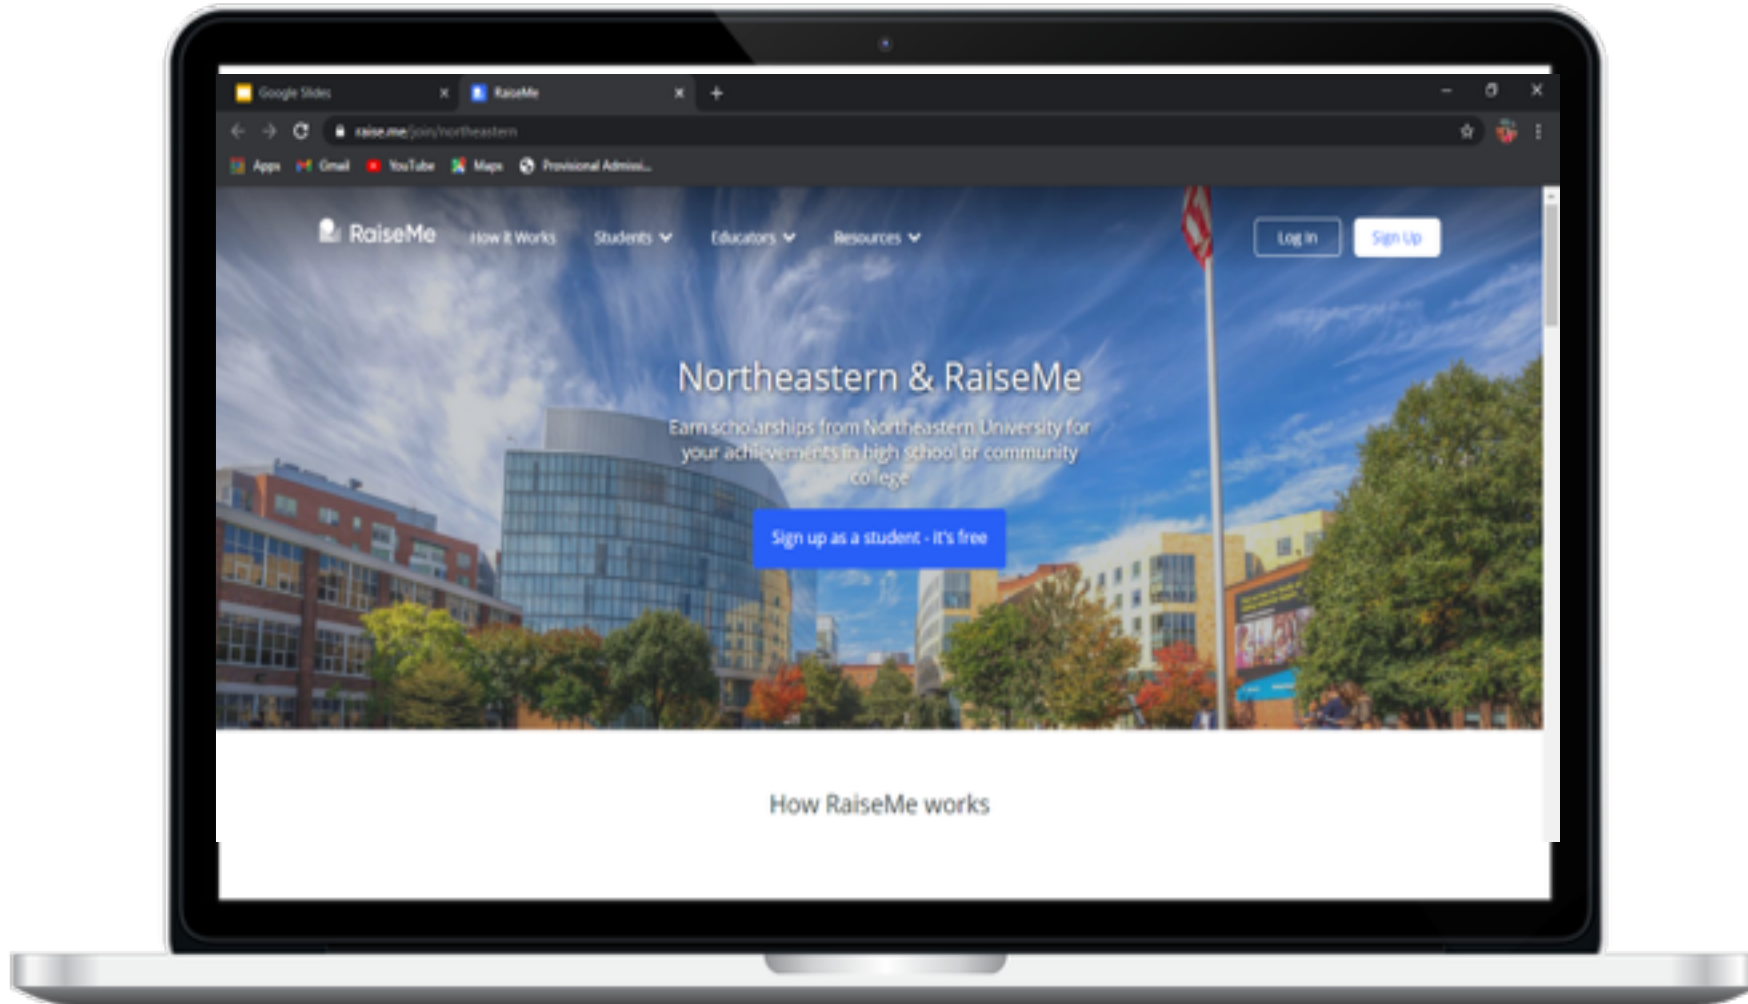 Google Slides
RaiseMe
raise.me/join/northeastern
Apps Gmail YouTube Maps Provisional Admissi...
RaiseMe How It Works Students Educators Resources Log In Sign Up
Northeastern & RaiseMe
Earn scholarships from Northeastern University for
your achievements in high school or community
college
Sign up as a student - it's free
How RaiseMe works